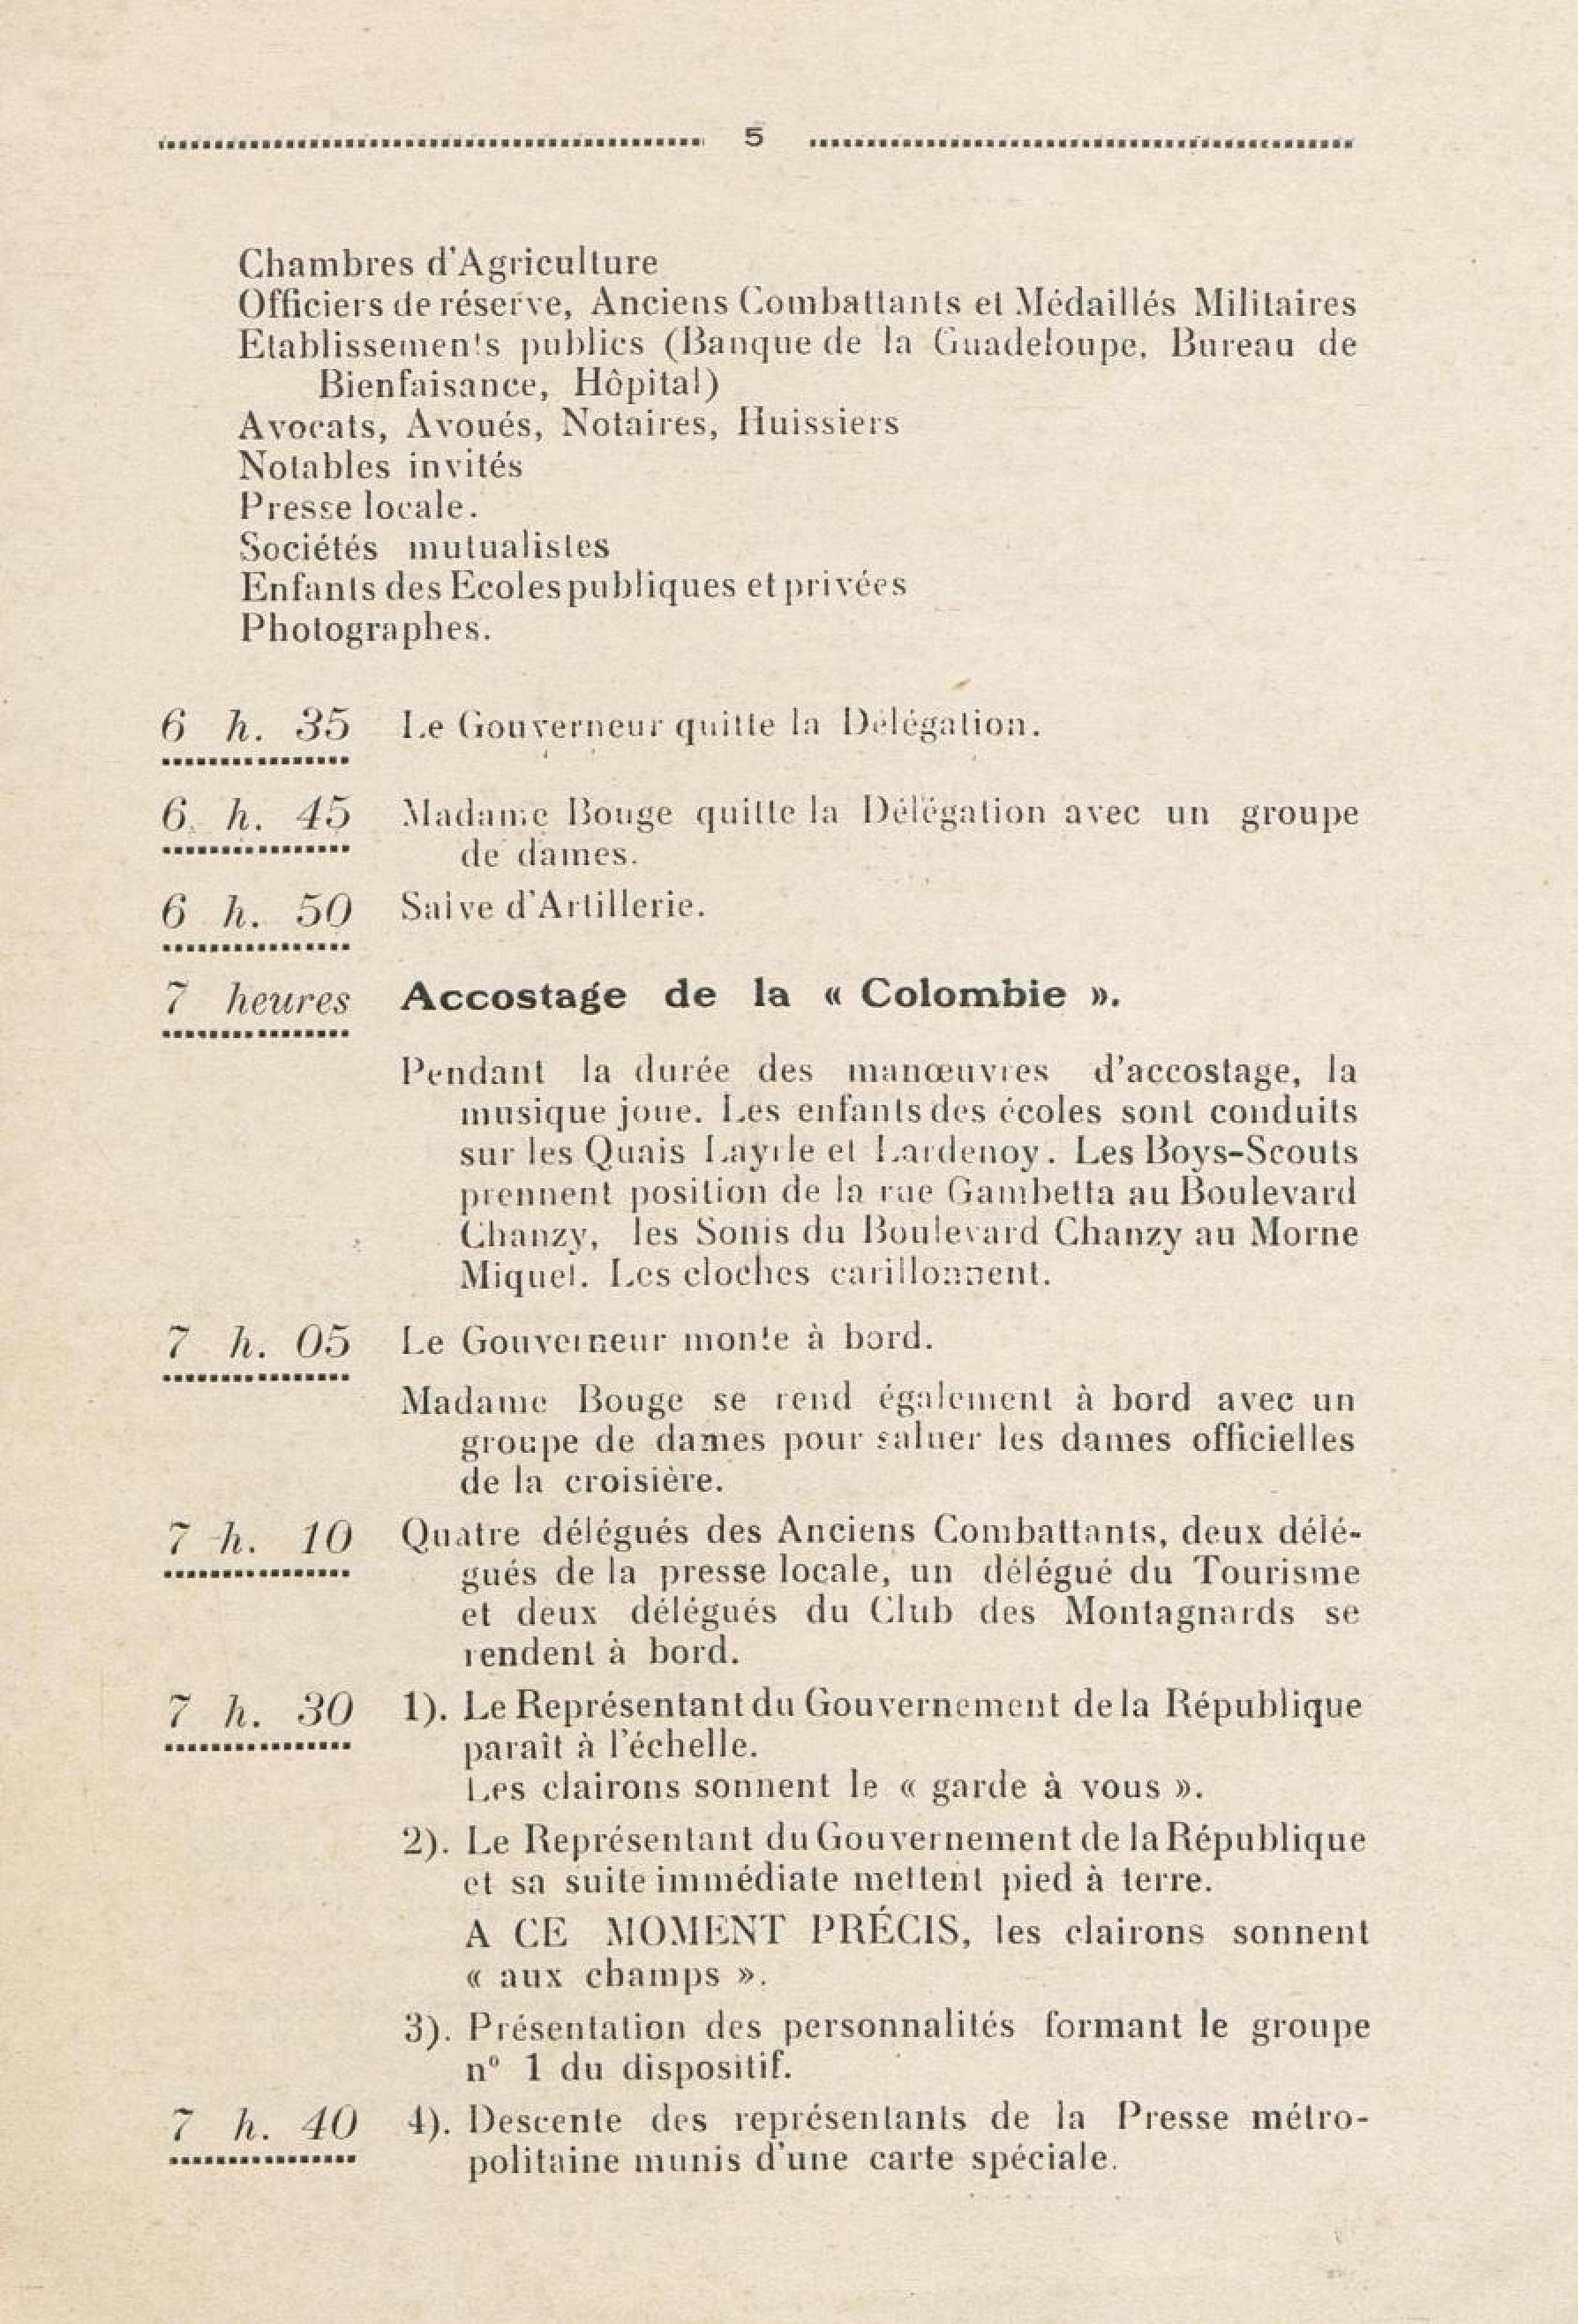 5
Chambres d'Agriculture
Officiers de réserve, Anciens Combattants et Médaillés Militaires
Etablissements publics (Banque de la Guadeloupe, Bureau de
Bienfaisance, Hôpital)
Avocats, Avoués, Notaires, Huissiers
Notables invités
Presse locale.
Sociétés mutualistes
Enfants des Ecoles publiques et privées
Photographes.
6 h. 35 Le Gouverneur quitte la Délégation.
6 h. 45 Madame Bouge quitte la Délégation avec un groupe
de dames.
6 h. 50 Salve d'Artillerie.
7 heures Accostage de la « Colombie ».
Pendant la durée des manœuvres d'accostage, la
musique joue. Les enfants des écoles sont conduits
sur les Quais Layrle et Lardenoy. Les Boys-Scouts
prennent position de la rue Gambetta au Boulevard
Chanzy, les Sonis du Boulevard Chanzy au Morne
Miquel. Les cloches carillonnent.
7 h. 05 Le Gouverneur monte à bord.
Madame Bouge se rend également à bord avec un
groupe de dames pour saluer les dames officielles
de la croisière.
7 h. 10 Quatre délégués des Anciens Combattants, deux délé-
gués de la presse locale, un délégué du Tourisme
et deux délégués du Club des Montagnards se
rendent à bord.
7 h. 30 1). Le Représentant du Gouvernement de la République
paraît à l'échelle.
Les clairons sonnent le « garde à vous ».
2). Le Représentant du Gouvernement de la République
et sa suite immédiate mettent pied à terre.
A CE MOMENT PRÉCIS, les clairons sonnent
« aux champs ».
3). Présentation des personnalités formant le groupe
n° 1 du dispositif.
7 h. 40 4). Descente des représentants de la Presse métro-
politaine munis d'une carte spéciale.